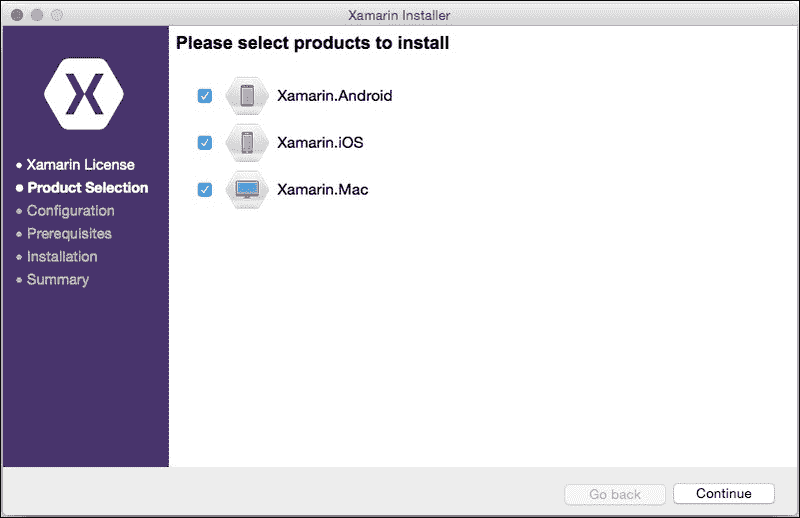 Xamarin Installer
Please select products to install
Xamarin.Android
Xamarin.iOS
Xamarin.Mac
X
• Xamarin License
• Product Selection
• Configuration
• Prerequisites
• Installation
• Summary
Go back
Continue